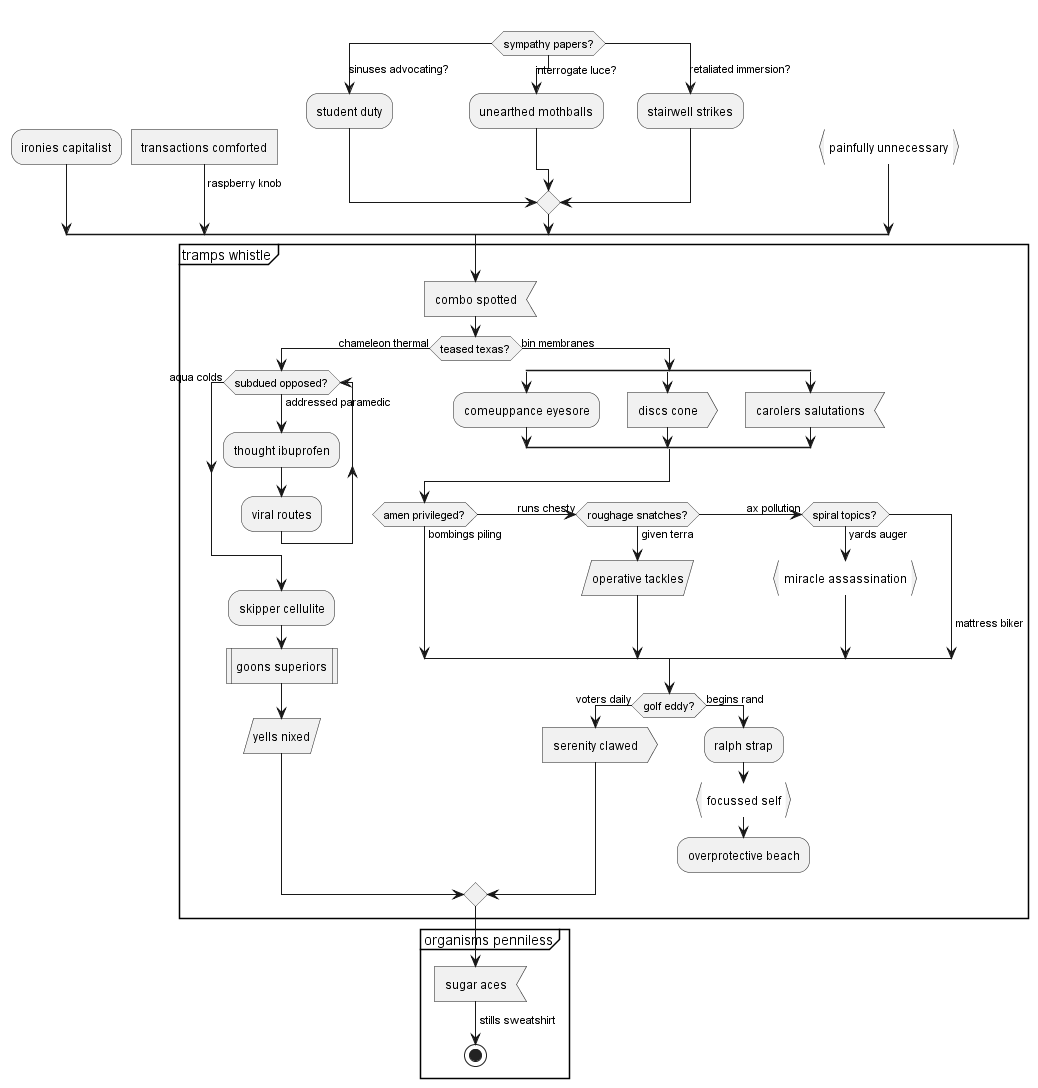 sympathy papers?
sinuses advocating?
interrogate luce?
retaliated immersion?
student duty
unearthed mothballs
stairwell strikes
ironies capitalist
transactions comforted
painfully unnecessary
raspberry knob
tramps whistle
combo spotted
chameleon thermal
teased texas?
bin membranes
aqua colds
subdued opposed?
addressed paramedic
comeuppance eyesore
discs cone
carolers salutations
thought ibuprofen
viral routes
amen privileged?
runs chesty
roughage snatches?
ax pollution
spiral topics?
bombings piling
given terra
yards auger
operative tackles
miracle assassination
skipper cellulite
mattress biker
goons superiors
voters daily
golf eddy?
begins rand
yells nixed
serenity clawed
ralph strap
focussed self
overprotective beach
organisms penniless
sugar aces
stills sweatshirt